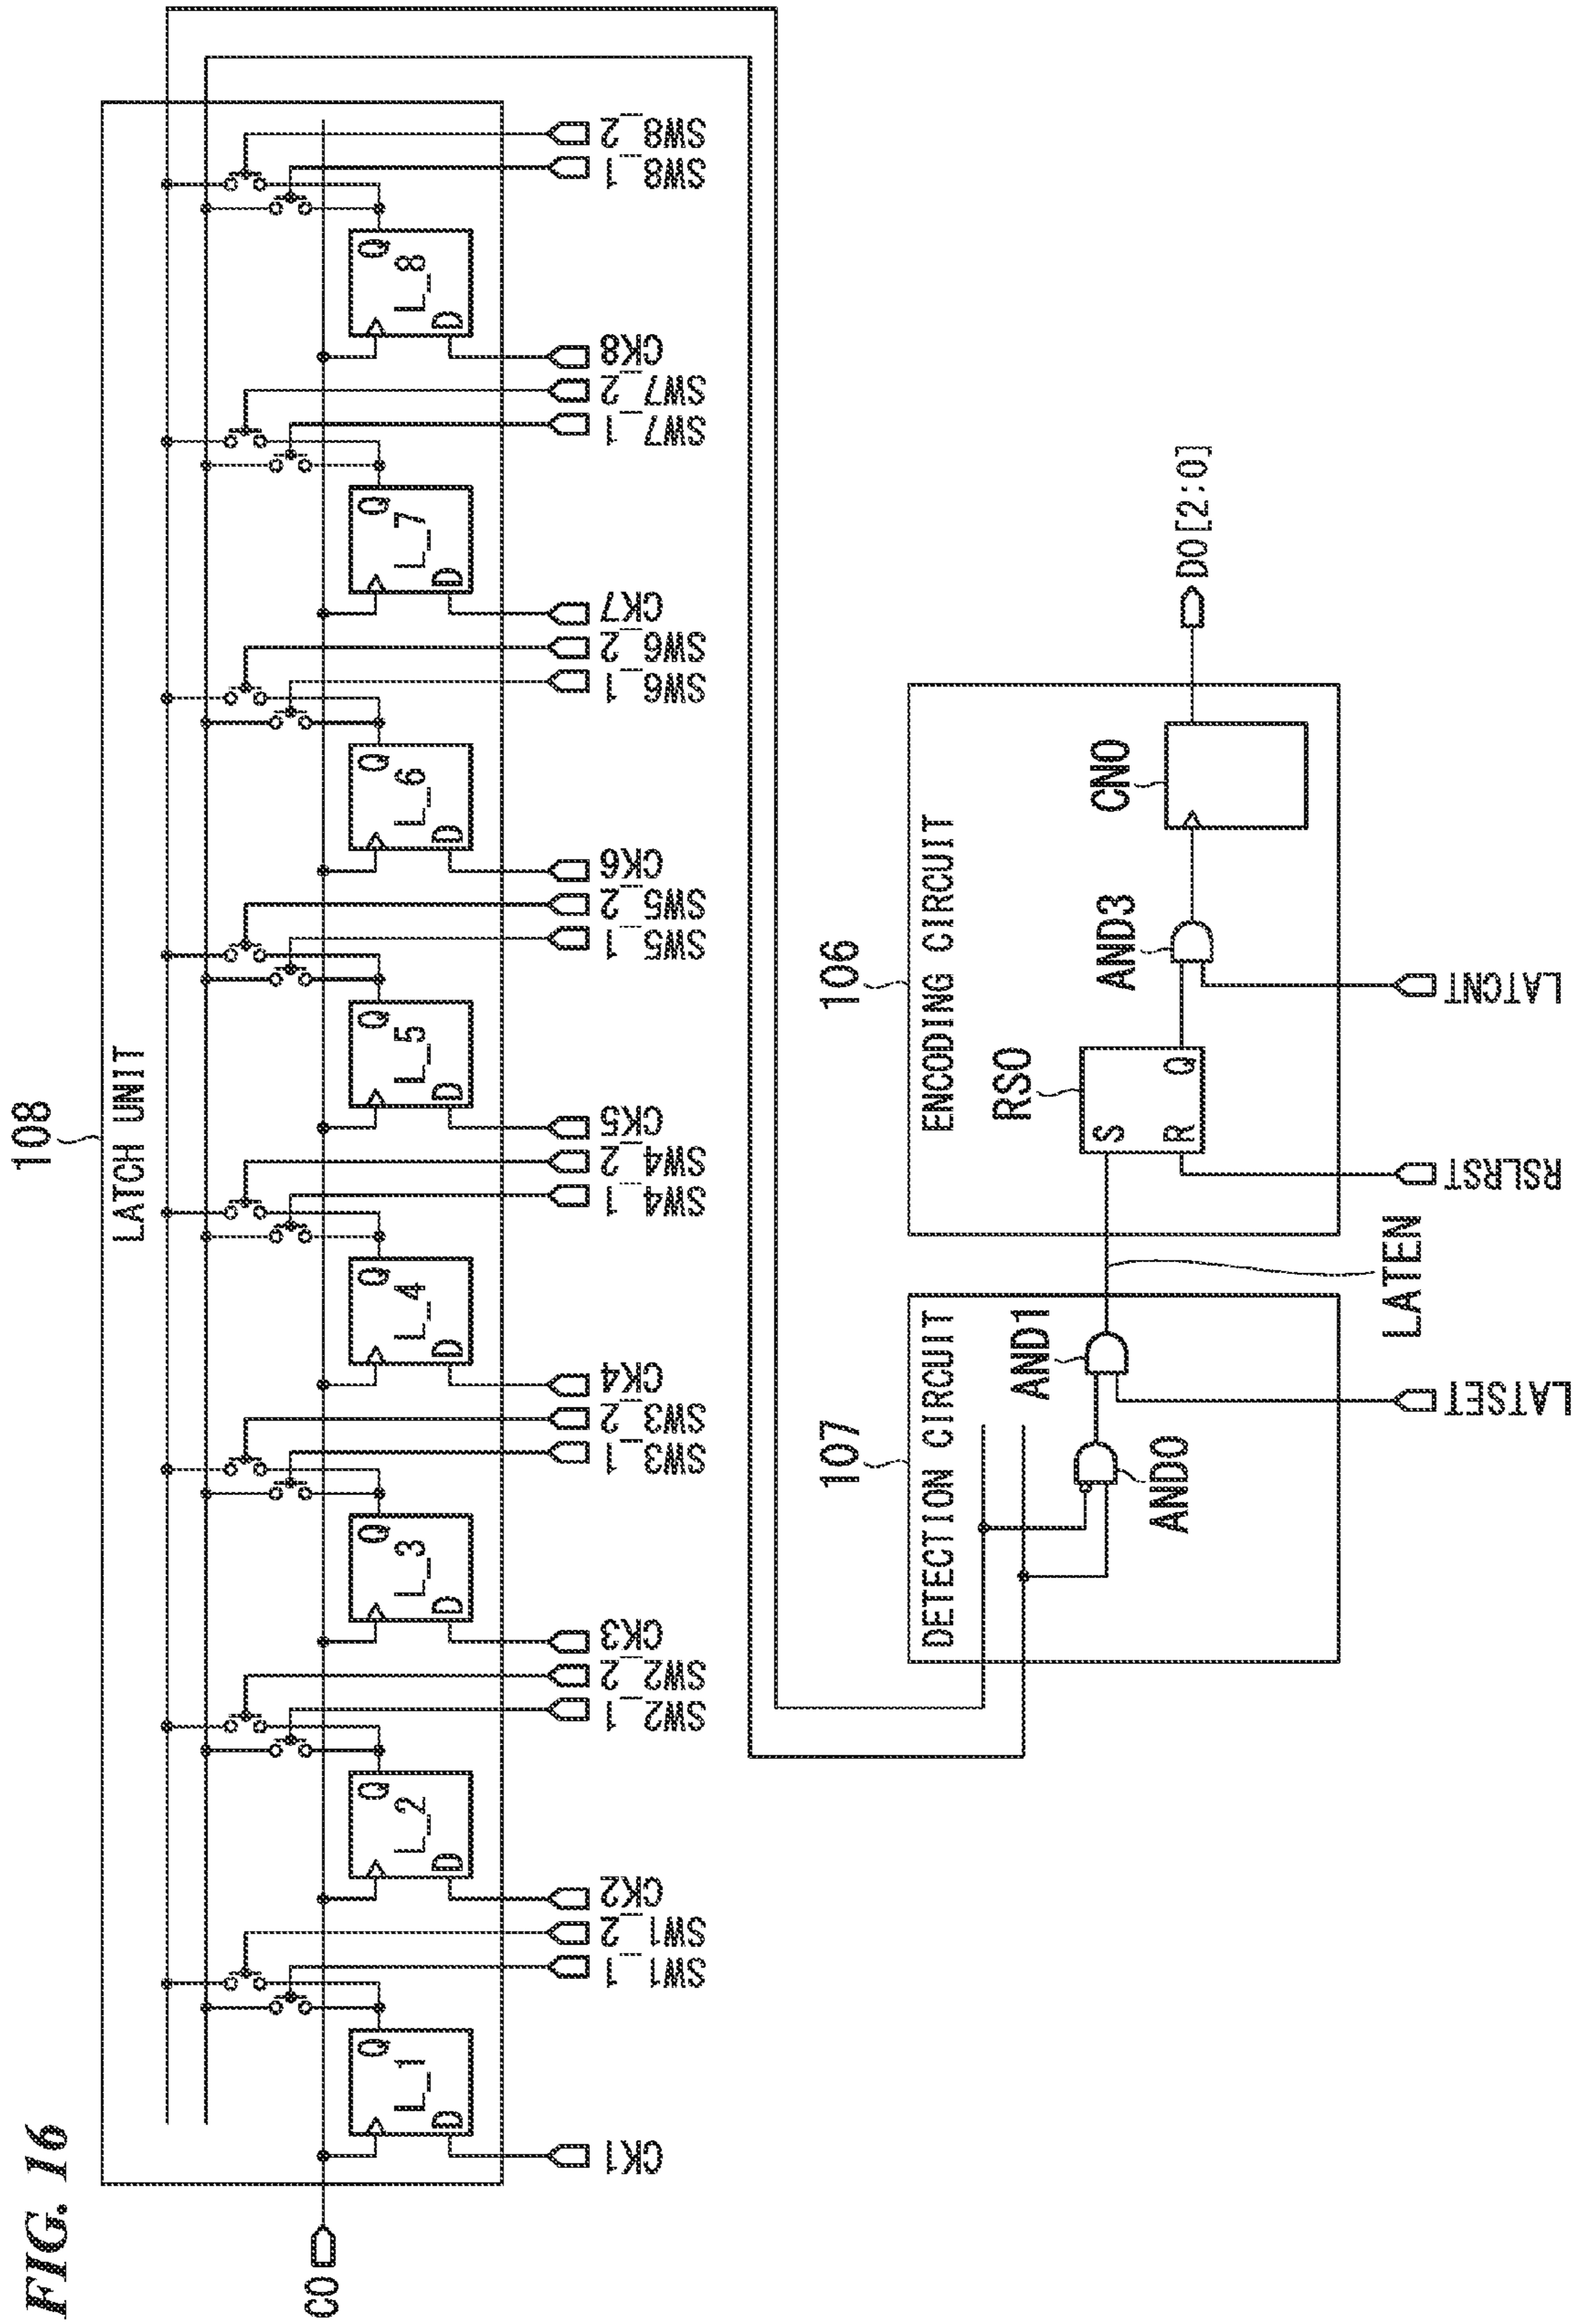 FIG. 16
108
LATCH UNIT
CO
L_1
D
Q
L_2
D
Q
L_3
D
Q
L_4
D
Q
L_5
D
Q
L_6
D
Q
L_7
D
Q
L_8
D
Q
CK1
SW1_1
SW1_2
CK2
SW2_1
SW2_2
CK3
SW3_1
SW3_2
CK4
SW4_1
SW4_2
CK5
SW5_1
SW5_2
CK6
SW6_1
SW6_2
CK7
SW7_1
SW7_2
CK8
SW8_1
SW8_2
107
DETECTION CIRCUIT
AND0
AND1
LATSET
LATEN
106
ENCODING CIRCUIT
RS0
S
R
Q
RSLRST
AND3
LATCNT
CN0
DO[2:0]